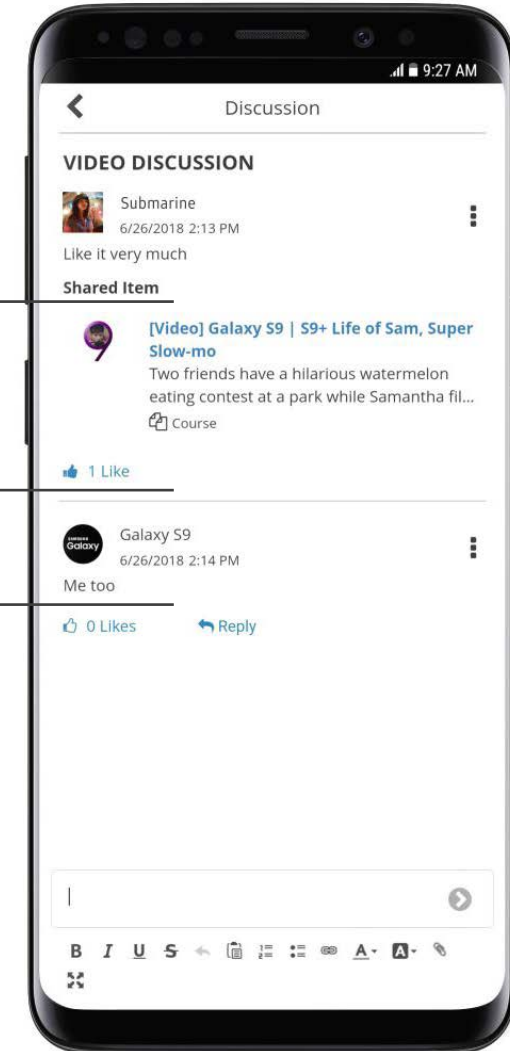 9:27 AM
Discussion
VIDEO DISCUSSION
Submarine
6/26/2018 2:13 PM
Like it very much
Shared Item
[Video] Galaxy S9 | S9+ Life of Sam, Super
Slow-mo
Two friends have a hilarious watermelon
eating contest at a park while Samantha fil...
Course
1 Like
SAMSUNG
Galaxy
Galaxy S9
6/26/2018 2:14 PM
Me too
0 Likes Reply
B I U S A A